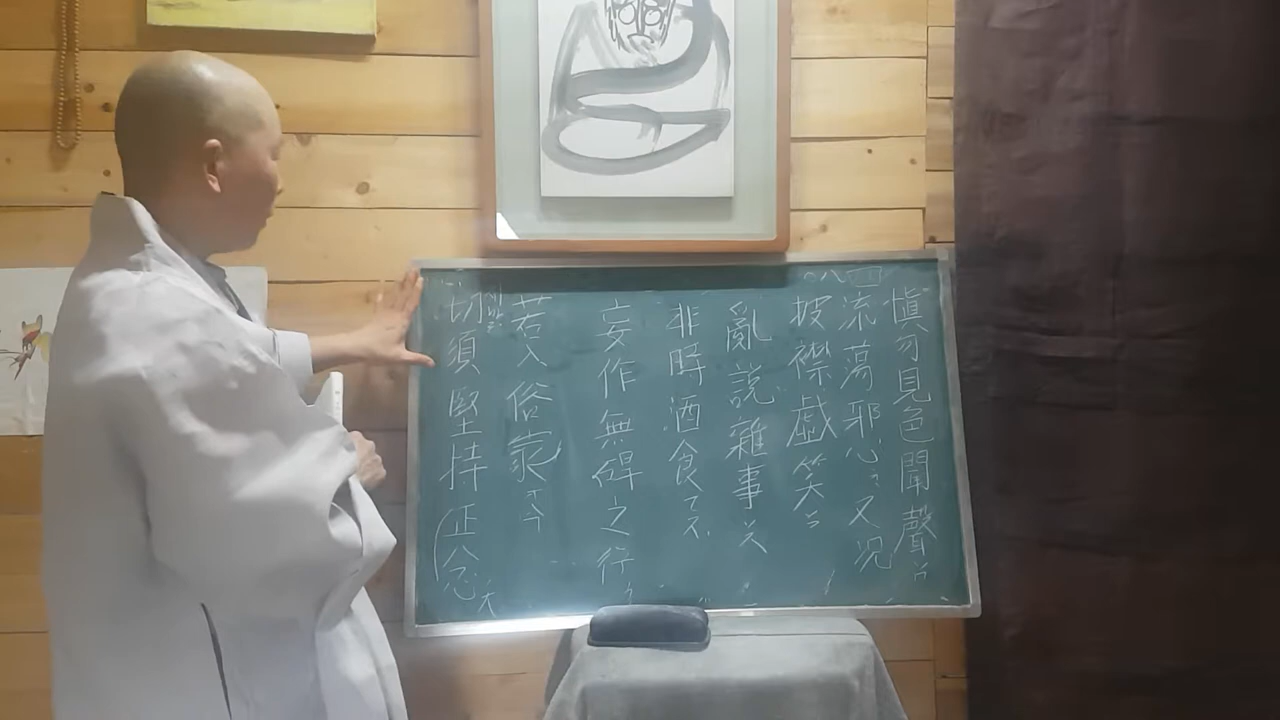 愼勿見色聞聲
流蕩邪心又況
披襟戱笑
亂說雜事
非時酒食
妄作無碍之行
若入俗家
切須堅持正念